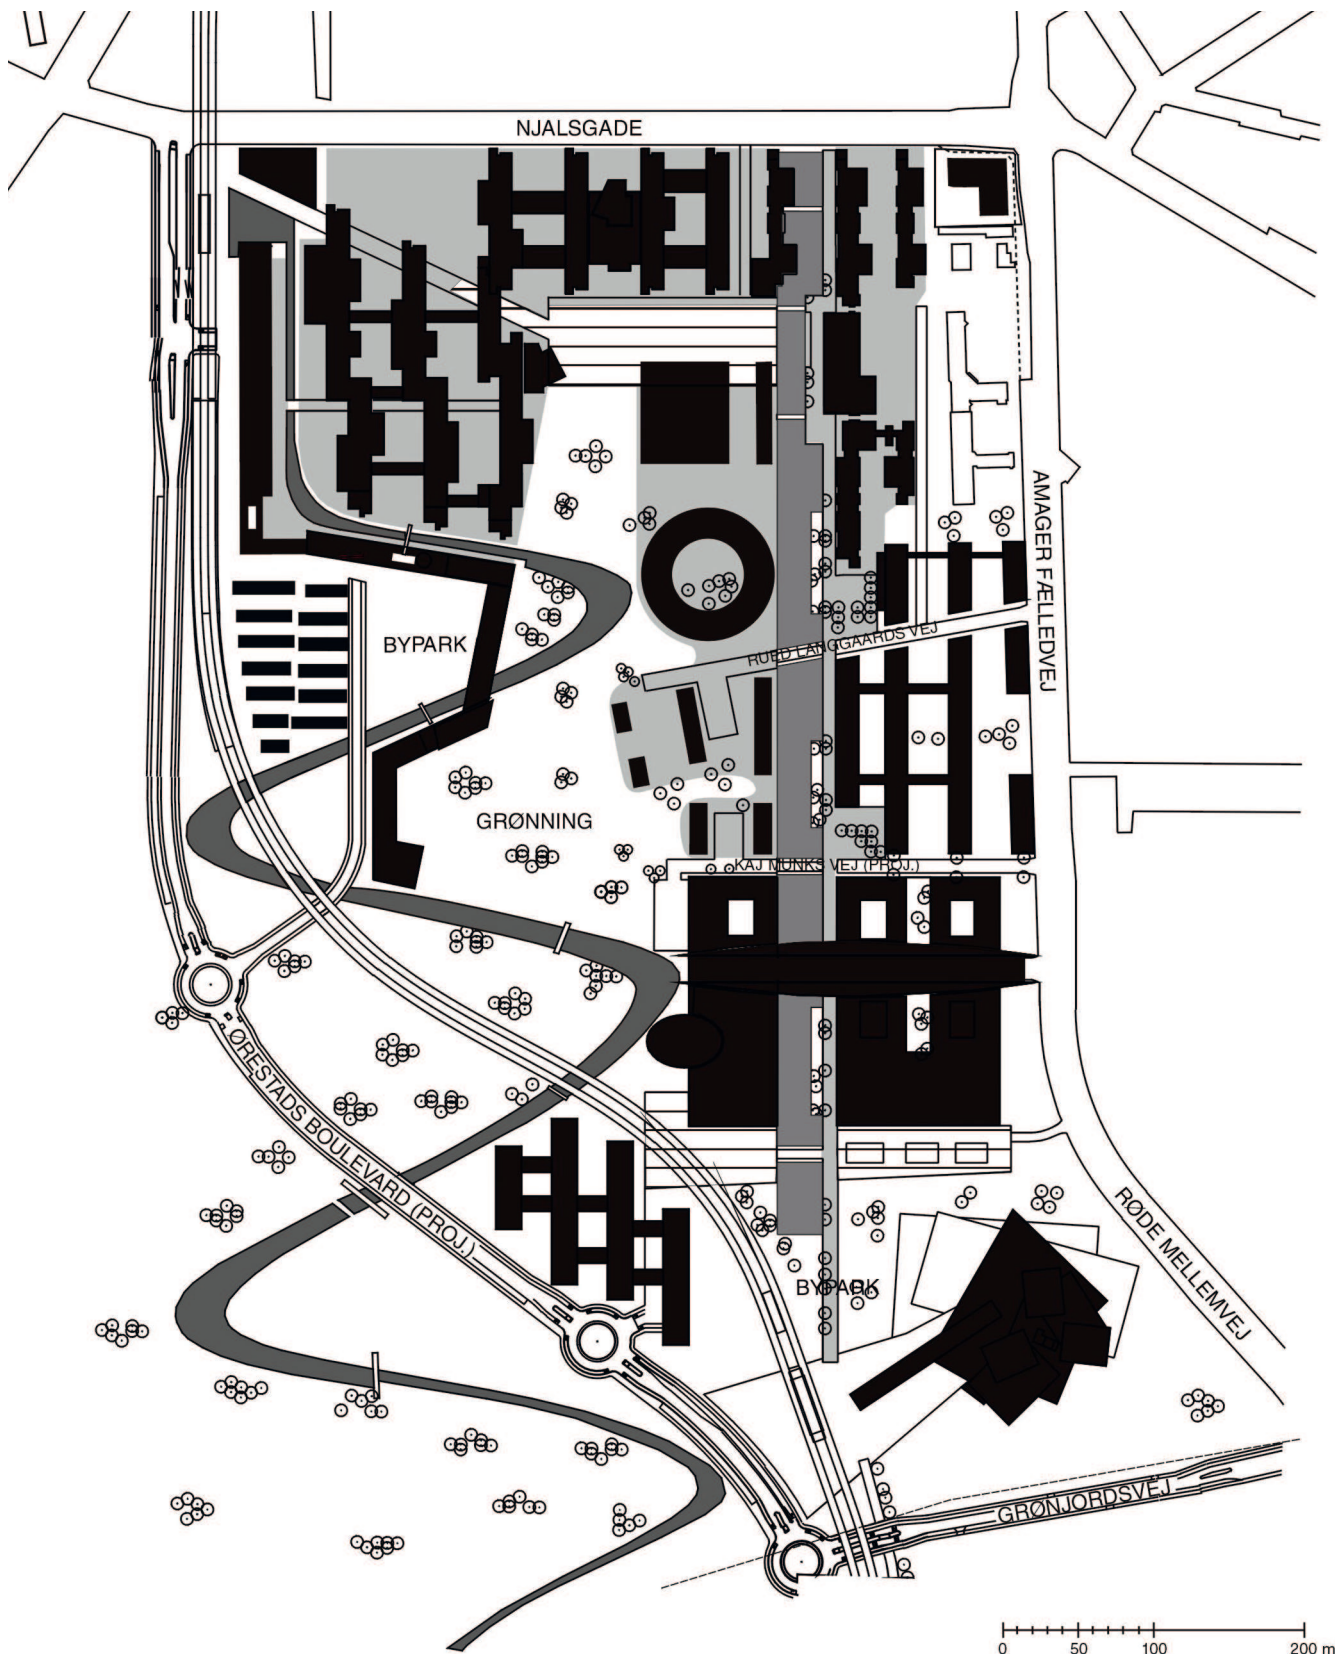 NJALSGADE
AMAGER FÆLLEDVEJ
BYPARK
RUED LANGGAARDS VEJ
GRØNNING
KAJ MUNKS VEJ (PROJ.)
ØRESTADS BOULEVARD (PROJ.)
RØDE MELLEMVEJ
BYPARK
GRØNJORDSVEJ
0 50 100 200 m